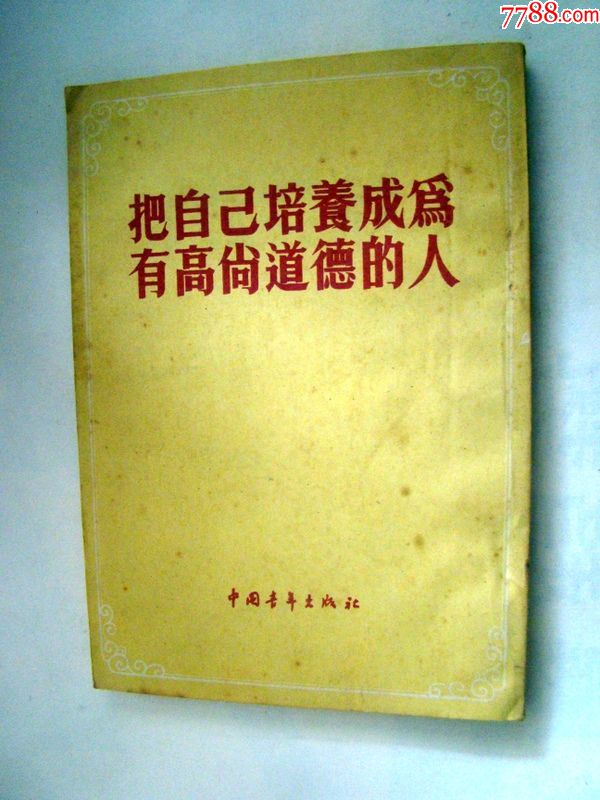 7788.com
把自己培養成爲
有高尙道德的人
中国青年出版社